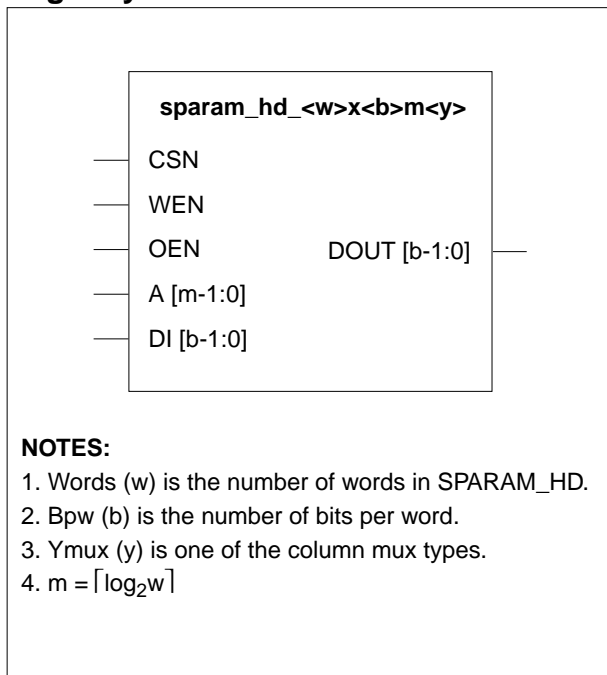 sparam_hd_<w>x<b>m<y>
CSN
WEN
OEN
DOUT [b-1:0]
A [m-1:0]
DI [b-1:0]
NOTES:
1. Words (w) is the number of words in SPARAM_HD.
2. Bpw (b) is the number of bits per word.
3. Ymux (y) is one of the column mux types.
4. m = ⌈log₂w⌉